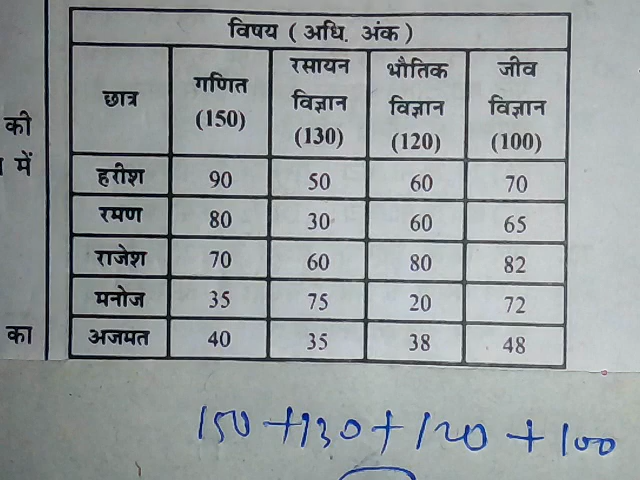 विषय ( अधि. अंक )
छात्र गणित (150) रसायन विज्ञान (130) भौतिक विज्ञान (120) जीव विज्ञान (100)
की
में
हरीश 90 50 60 70
रमण 80 30 60 65
राजेश 70 60 80 82
मनोज 35 75 20 72
का
अजमत 40 35 38 48
150 + 130 + 120 + 100